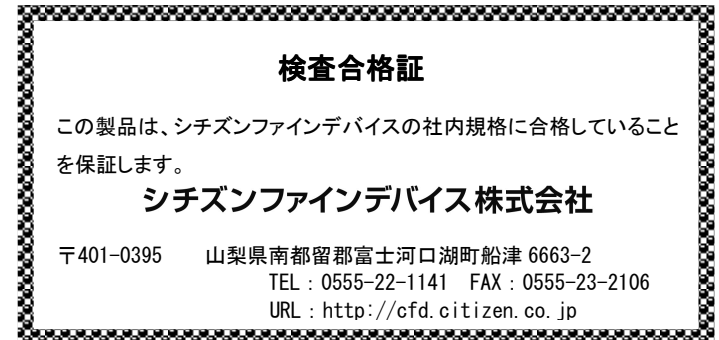 検査合格証
この製品は、シチズンファインデバイスの社内規格に合格していること
を保証します。
シチズンファインデバイス株式会社
〒401-0395 山梨県南都留郡富士河口湖町船津 6663-2
TEL：0555-22-1141 FAX：0555-23-2106
URL：http://cfd.citizen.co.jp